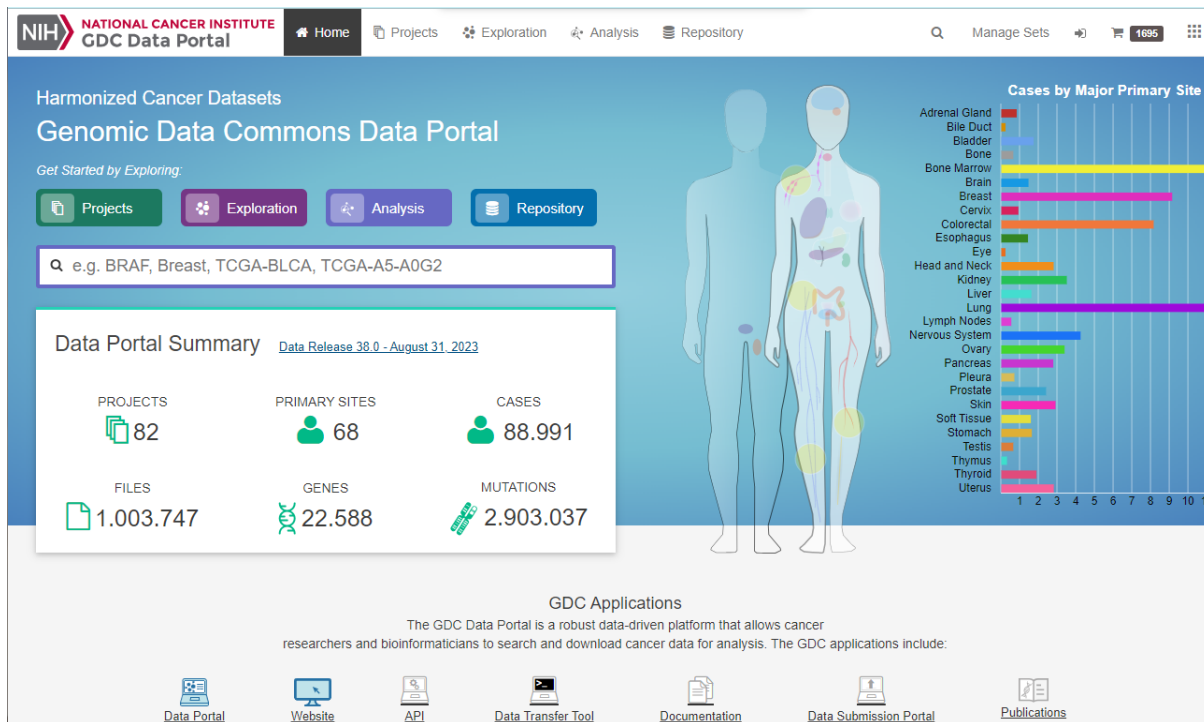 NIH NATIONAL CANCER INSTITUTE
GDC Data Portal
Home
Projects
Exploration
Analysis
Repository
Manage Sets
1695
Harmonized Cancer Datasets
Genomic Data Commons Data Portal
Get Started by Exploring:
Projects
Exploration
Analysis
Repository
e.g. BRAF, Breast, TCGA-BLCA, TCGA-A5-A0G2
Data Portal Summary
Data Release 38.0 - August 31, 2023
PROJECTS
82
PRIMARY SITES
68
CASES
88.991
FILES
1.003.747
GENES
22.588
MUTATIONS
2.903.037
Cases by Major Primary Site
Adrenal Gland
Bile Duct
Bladder
Bone
Bone Marrow
Brain
Breast
Cervix
Colorectal
Esophagus
Eye
Head and Neck
Kidney
Liver
Lung
Lymph Nodes
Nervous System
Ovary
Pancreas
Pleura
Prostate
Skin
Soft Tissue
Stomach
Testis
Thymus
Thyroid
Uterus
1 2 3 4 5 6 7 8 9 10
GDC Applications
The GDC Data Portal is a robust data-driven platform that allows cancer
researchers and bioinformaticians to search and download cancer data for analysis. The GDC applications include:
Data Portal
Website
API
Data Transfer Tool
Documentation
Data Submission Portal
Publications